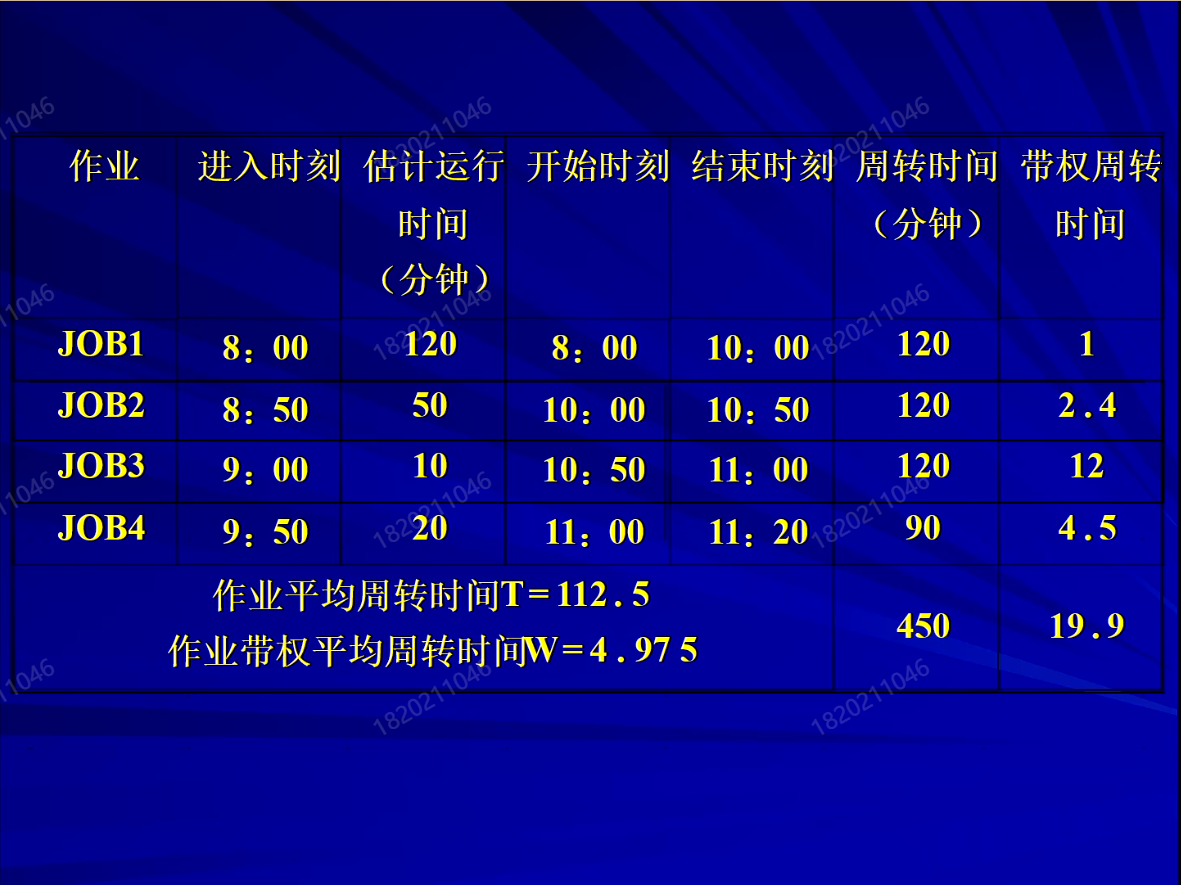 作业 进入时刻 估计运行时间（分钟） 开始时刻 结束时刻 周转时间（分钟） 带权周转时间
JOB1 8：00 120 8：00 10：00 120 1
JOB2 8：50 50 10：00 10：50 120 2.4
JOB3 9：00 10 10：50 11：00 120 12
JOB4 9：50 20 11：00 11：20 90 4.5
作业平均周转时间T=112.5
作业带权平均周转时间W=4.975
450 19.9
1820211046